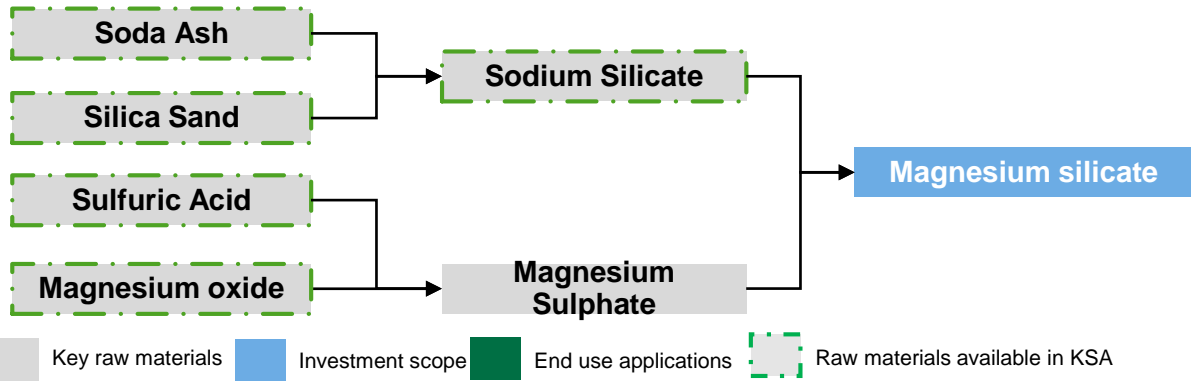 Soda Ash
Silica Sand
Sulfuric Acid
Magnesium oxide
Sodium Silicate
Magnesium
Sulphate
Magnesium silicate
Key raw materials
Investment scope
End use applications
Raw materials available in KSA